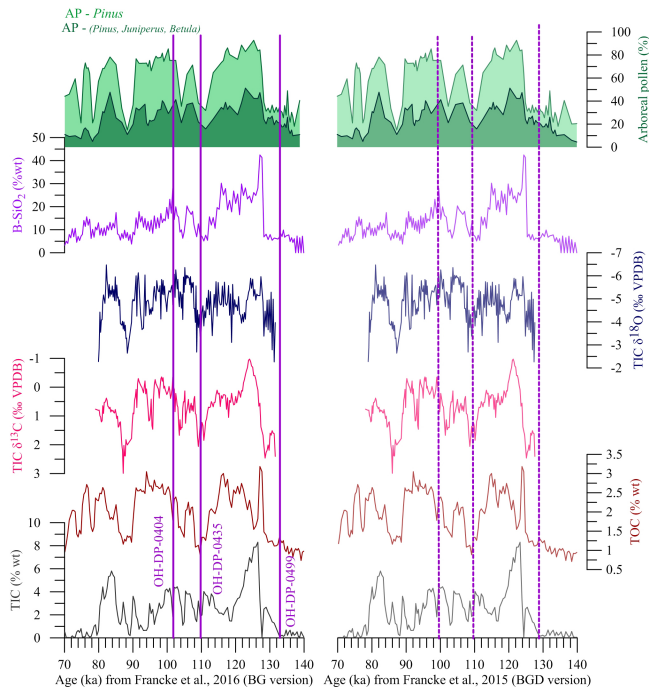 AP - Pinus
AP - (Pinus, Juniperus, Betula)
100
80
60
40
20
0
Arboreal pollen (%)
50
40
30
20
10
0
B-SiO2 (%wt)
-7
-6
-5
-4
-3
-2
TIC δ18O (‰ VPDB)
-1
0
1
2
3
TIC δ13C (‰ VPDB)
3.5
3
2.5
2
1.5
1
0.5
TOC (% wt)
10
8
6
4
2
0
TIC (% wt)
OH-DP-0404
OH-DP-0435
OH-DP-0499
70 80 90 100 110 120 130 140
Age (ka) from Francke et al., 2016 (BG version)
70 80 90 100 110 120 130 140
Age (ka) from Francke et al., 2015 (BGD version)